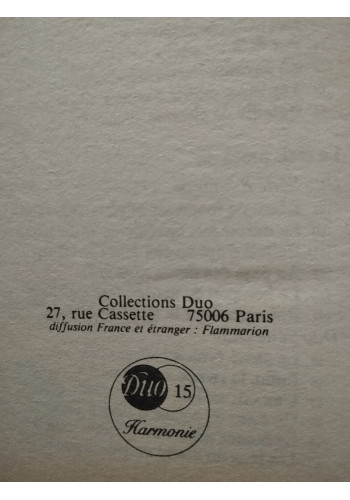 Collections Duo
27, rue Cassette 75006 Paris
diffusion France et étranger : Flammarion
Duo 15
Harmonie